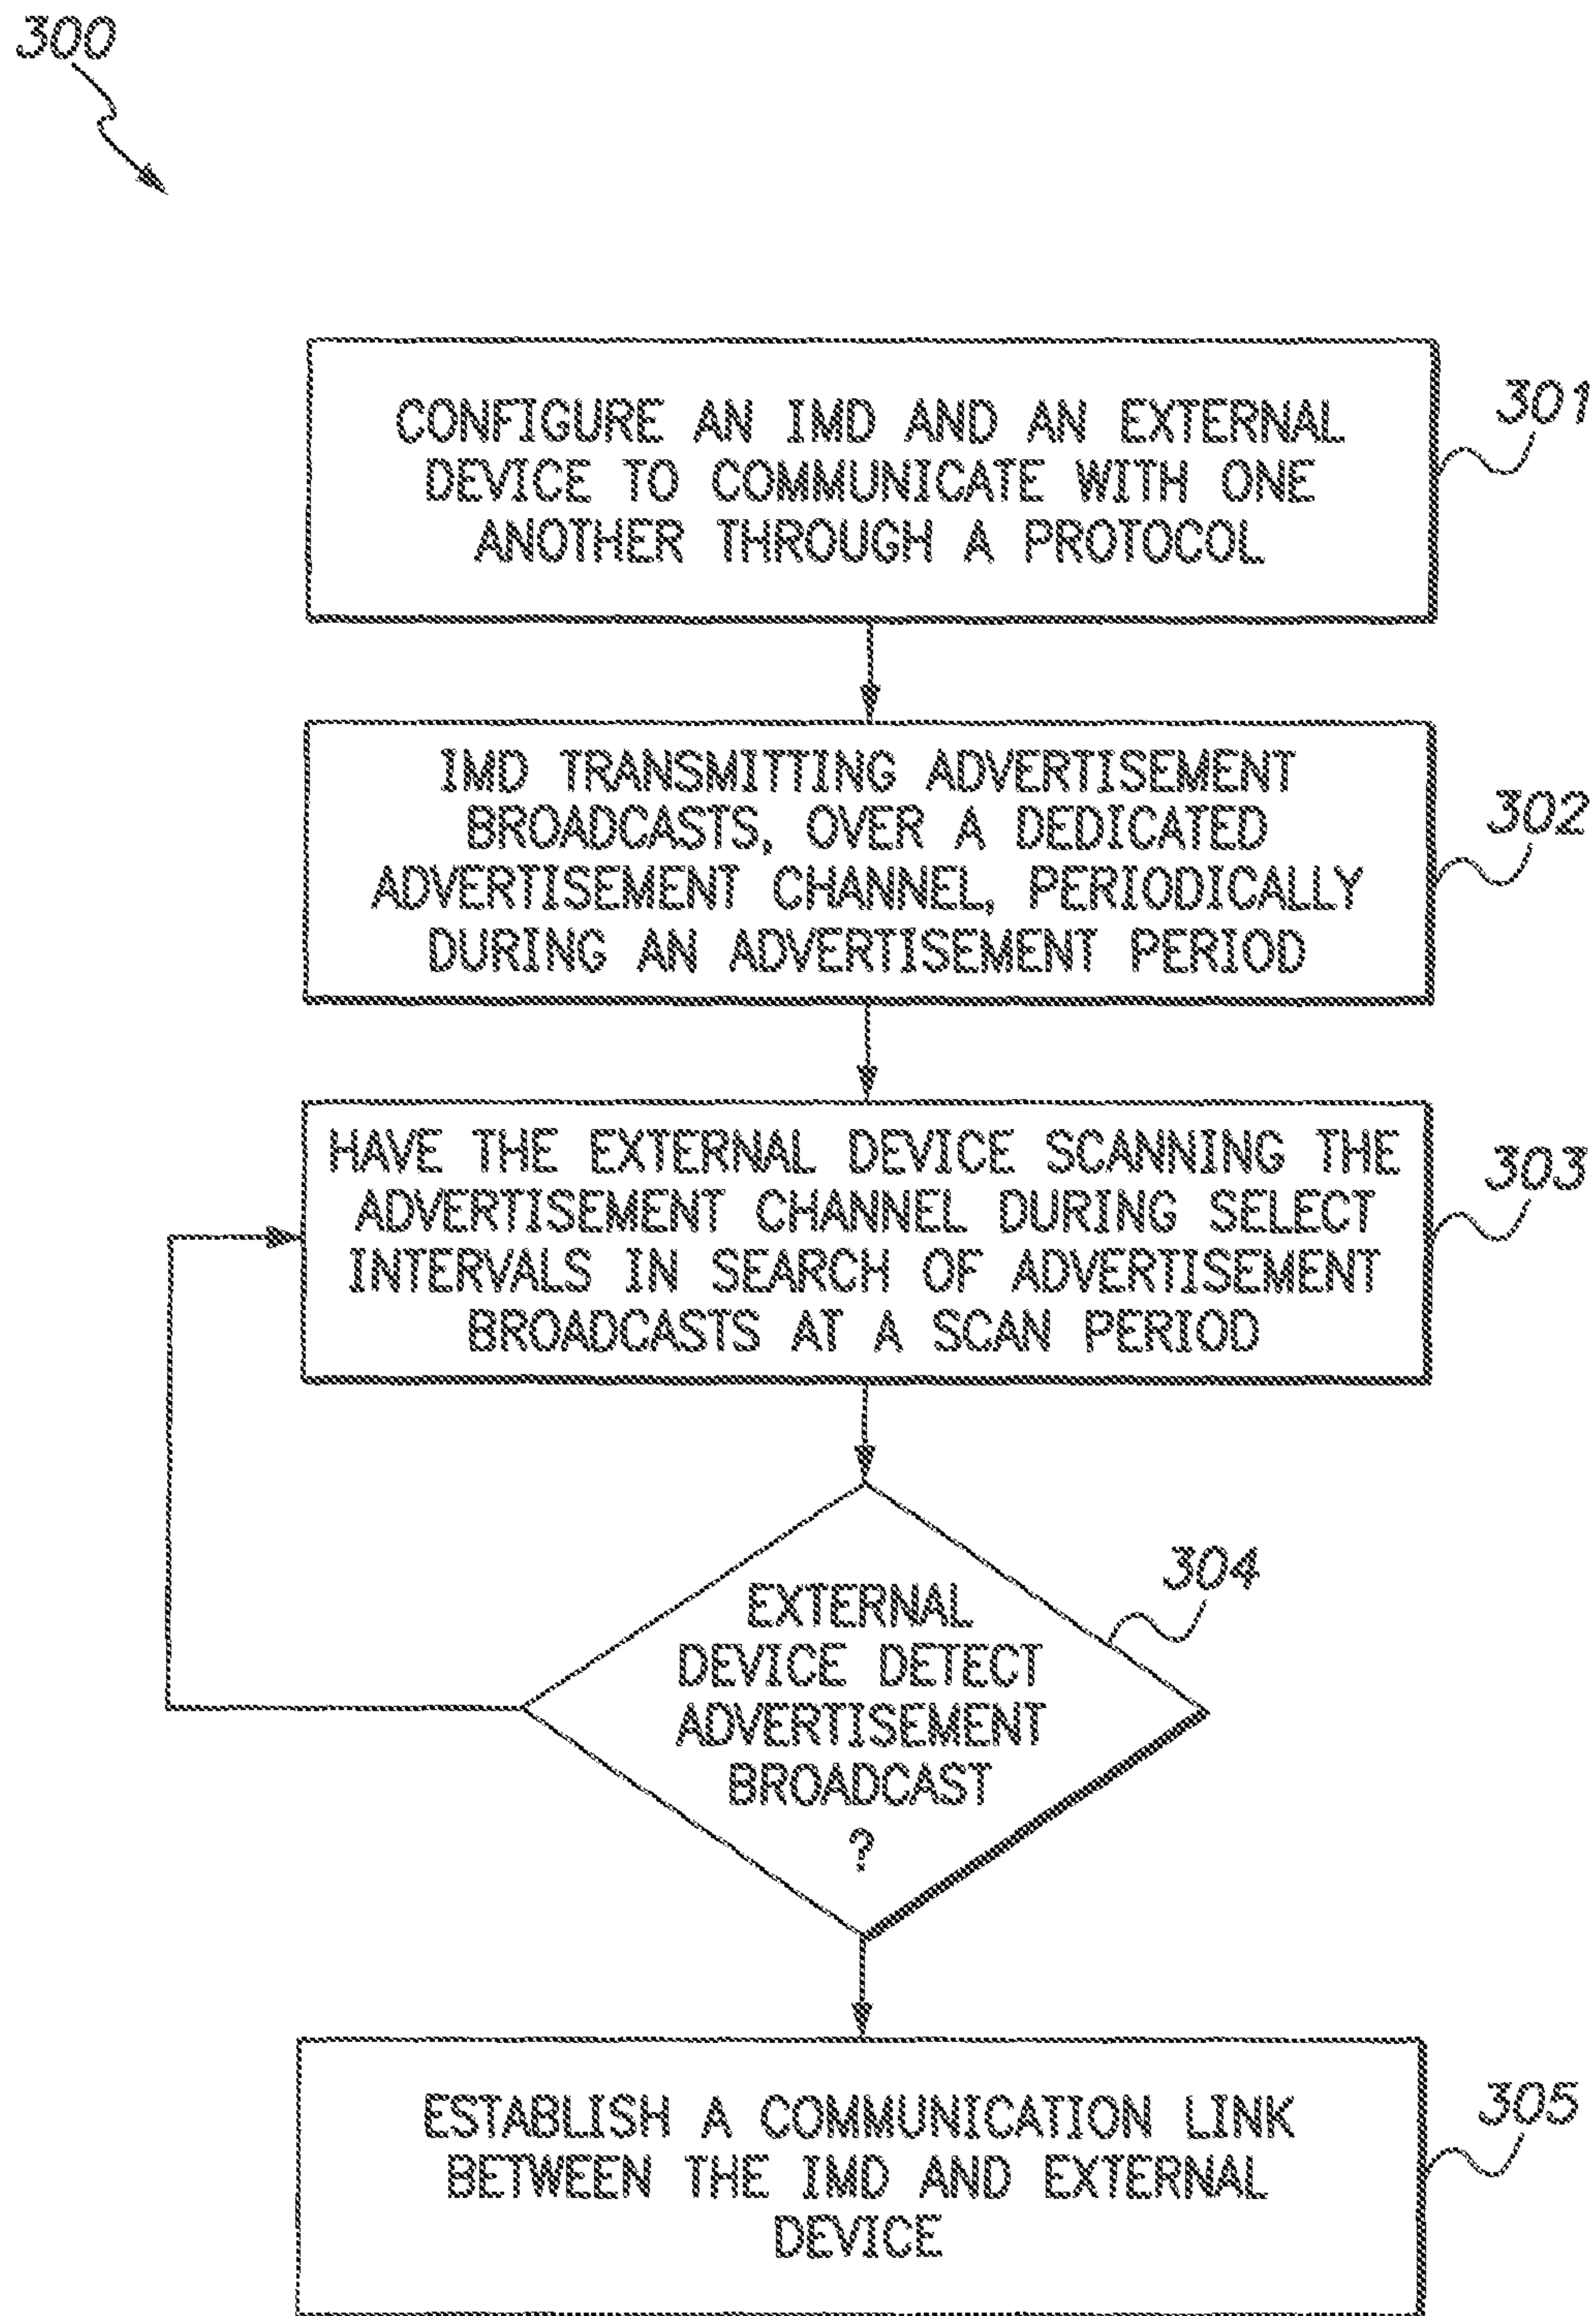 300
CONFIGURE AN IMD AND AN EXTERNAL
DEVICE TO COMMUNICATE WITH ONE
ANOTHER THROUGH A PROTOCOL
301
IMD TRANSMITTING ADVERTISEMENT
BROADCASTS, OVER A DEDICATED
ADVERTISEMENT CHANNEL, PERIODICALLY
DURING AN ADVERTISEMENT PERIOD
302
HAVE THE EXTERNAL DEVICE SCANNING THE
ADVERTISEMENT CHANNEL DURING SELECT
INTERVALS IN SEARCH OF ADVERTISEMENT
BROADCASTS AT A SCAN PERIOD
303
EXTERNAL
DEVICE DETECT
ADVERTISEMENT
BROADCAST
?
304
ESTABLISH A COMMUNICATION LINK
BETWEEN THE IMD AND EXTERNAL
DEVICE
305